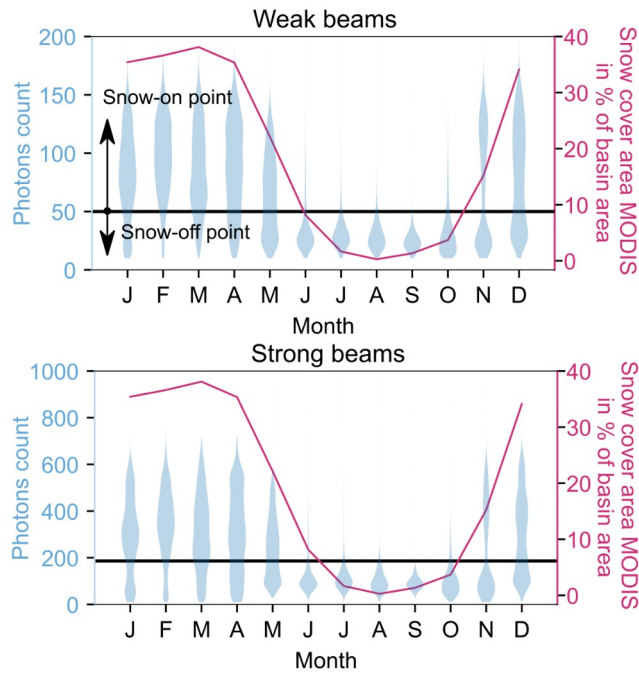 Weak beams
200
150
100
50
0
Photons count
Snow-on point
Snow-off point
40
30
20
10
0
Snow cover area MODIS
in % of basin area
J F M A M J J A S O N D
Month
Strong beams
1000
800
600
400
200
0
Photons count
40
30
20
10
0
Snow cover area MODIS
in % of basin area
J F M A M J J A S O N D
Month